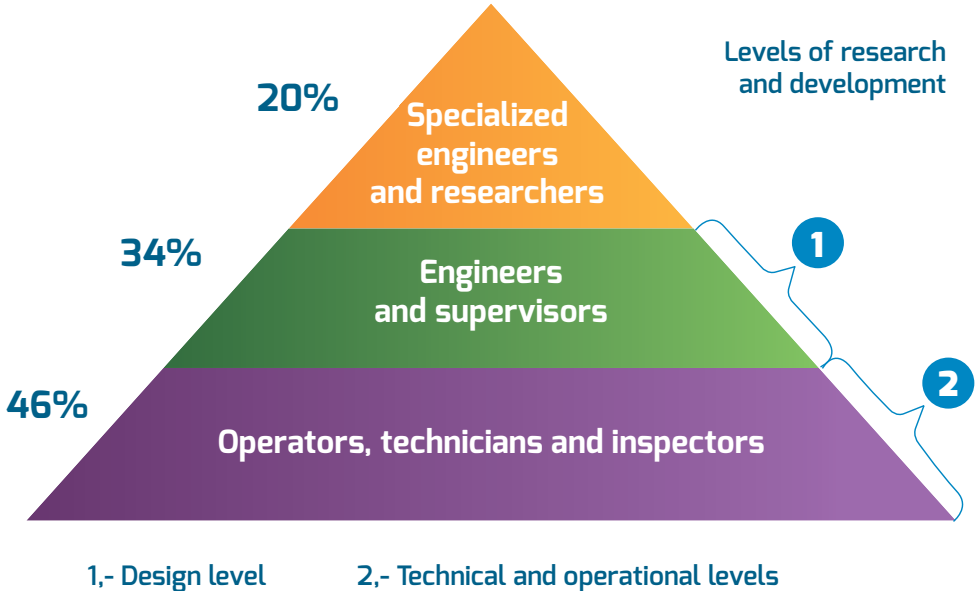 Levels of research
and development
20%
Specialized
engineers
and researchers
34%
Engineers
and supervisors
1
46%
Operators, technicians and inspectors
2
1,- Design level
2,- Technical and operational levels